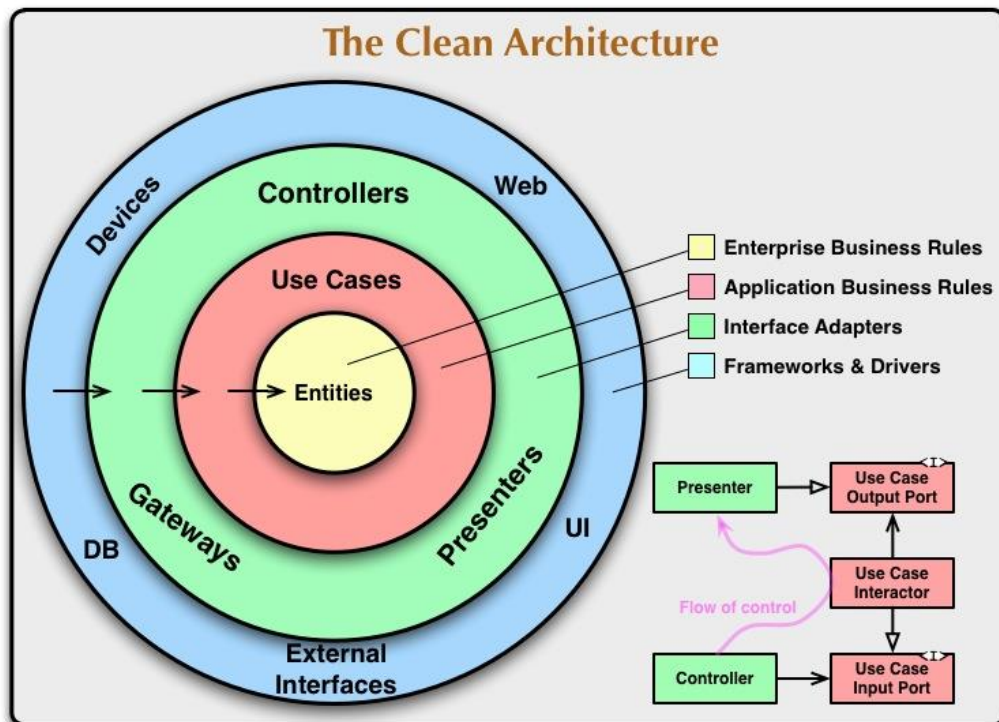 The Clean Architecture
Devices
Controllers
Web
Use Cases
Entities
Gateways
Presenters
DB
UI
External
Interfaces
Enterprise Business Rules
Application Business Rules
Interface Adapters
Frameworks & Drivers
Presenter
<I>
Use Case
Output Port
Use Case
Interactor
Flow of control
Controller
<I>
Use Case
Input Port